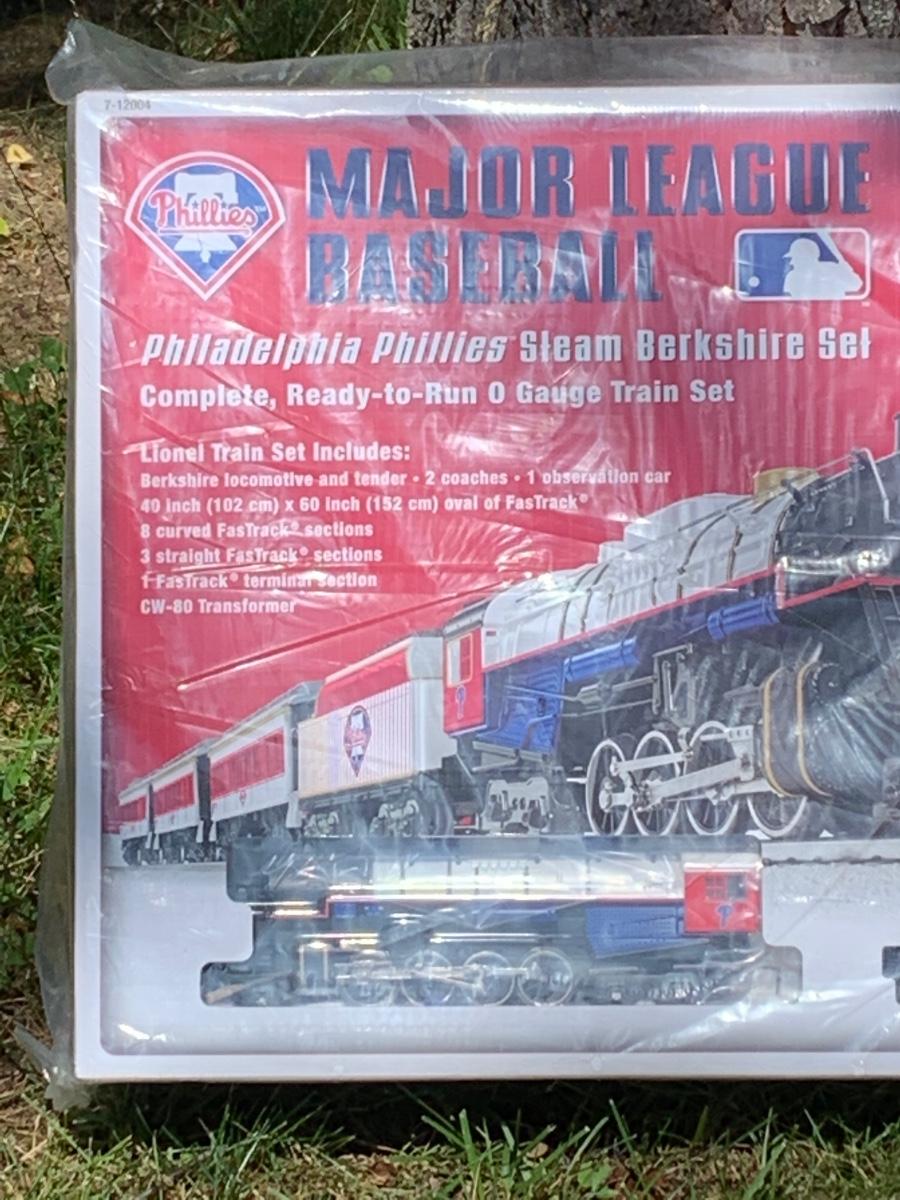 7-12004
Phillies™
MAJOR LEAGUE
BASEBALL
Philadelphia Phillies™ Steam Berkshire Set
Complete, Ready-to-Run O Gauge Train Set
Lionel Train Set Includes:
Berkshire locomotive and tender • 2 coaches • 1 observation car
40 inch (102 cm) x 60 inch (152 cm) oval of FasTrack®
8 curved FasTrack® sections
3 straight FasTrack® sections
1 FasTrack® terminal section
CW-80 Transformer
Phillies
P
P